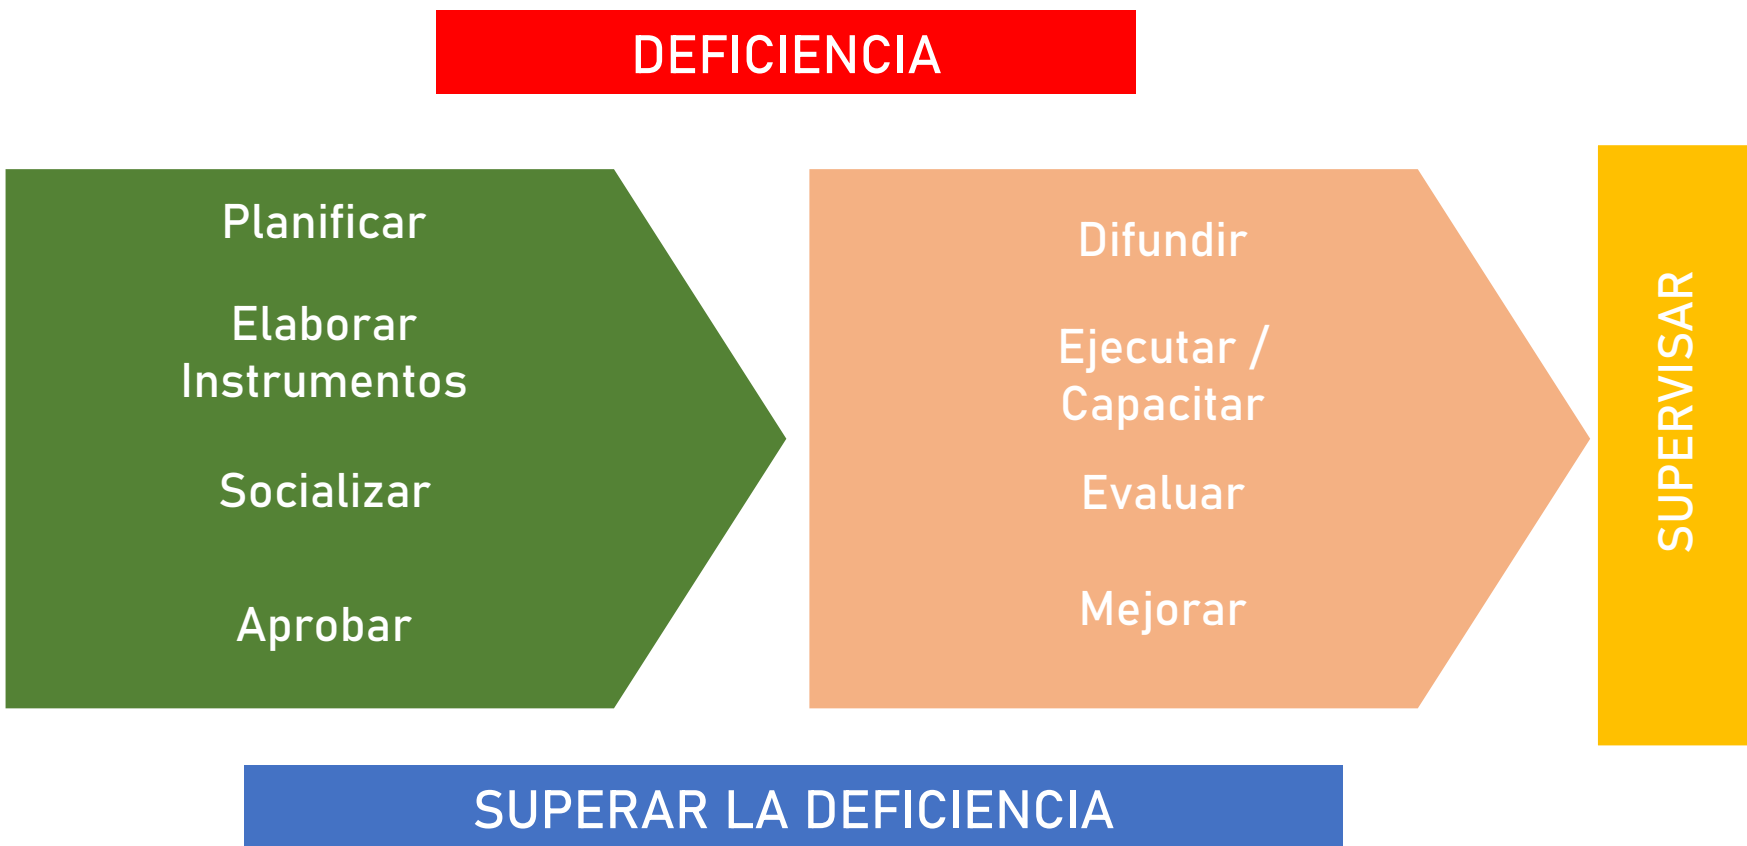 DEFICIENCIA
Planificar
Elaborar
Instrumentos
Socializar
Aprobar
Difundir
Ejecutar /
Capacitar
Evaluar
Mejorar
SUPERVISAR
SUPERAR LA DEFICIENCIA